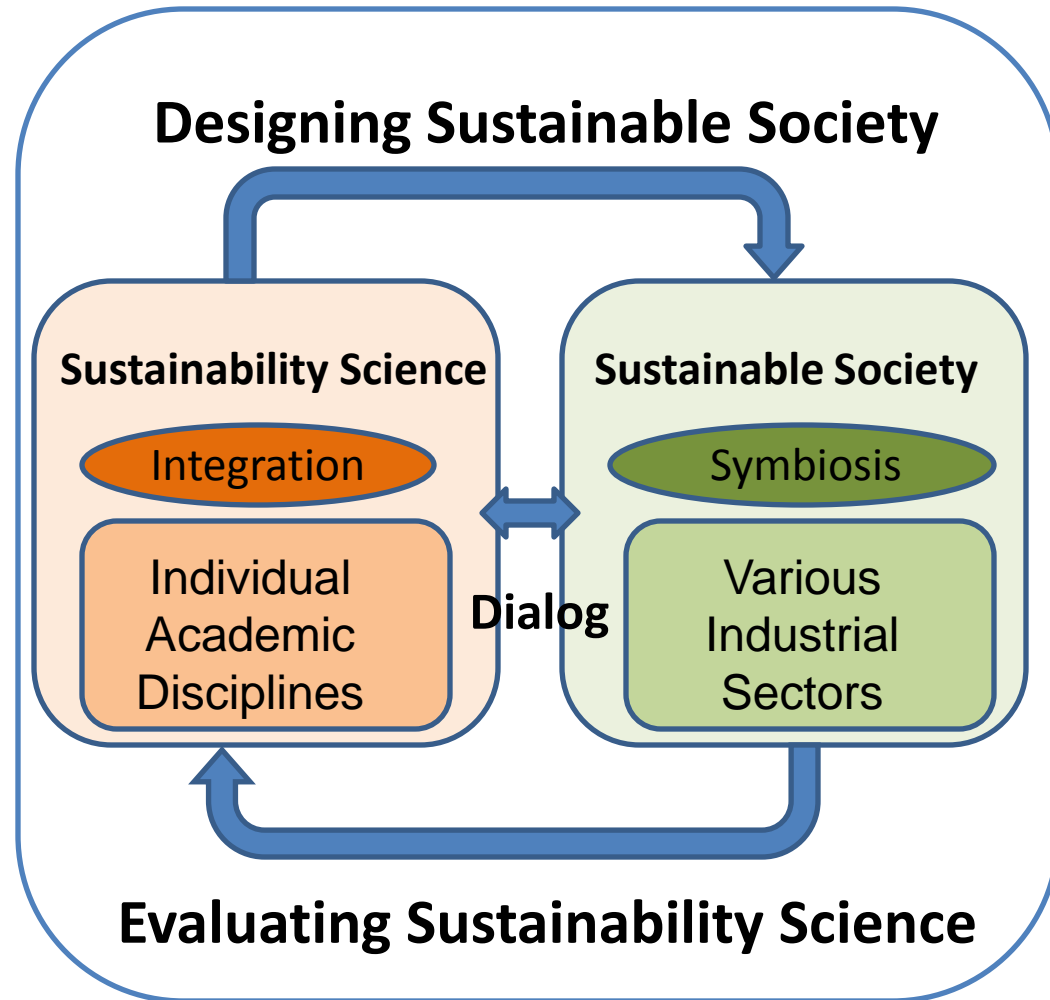 Designing Sustainable Society
Sustainability Science
Integration
Individual
Academic
Disciplines
Dialog
Sustainable Society
Symbiosis
Various
Industrial
Sectors
Evaluating Sustainability Science